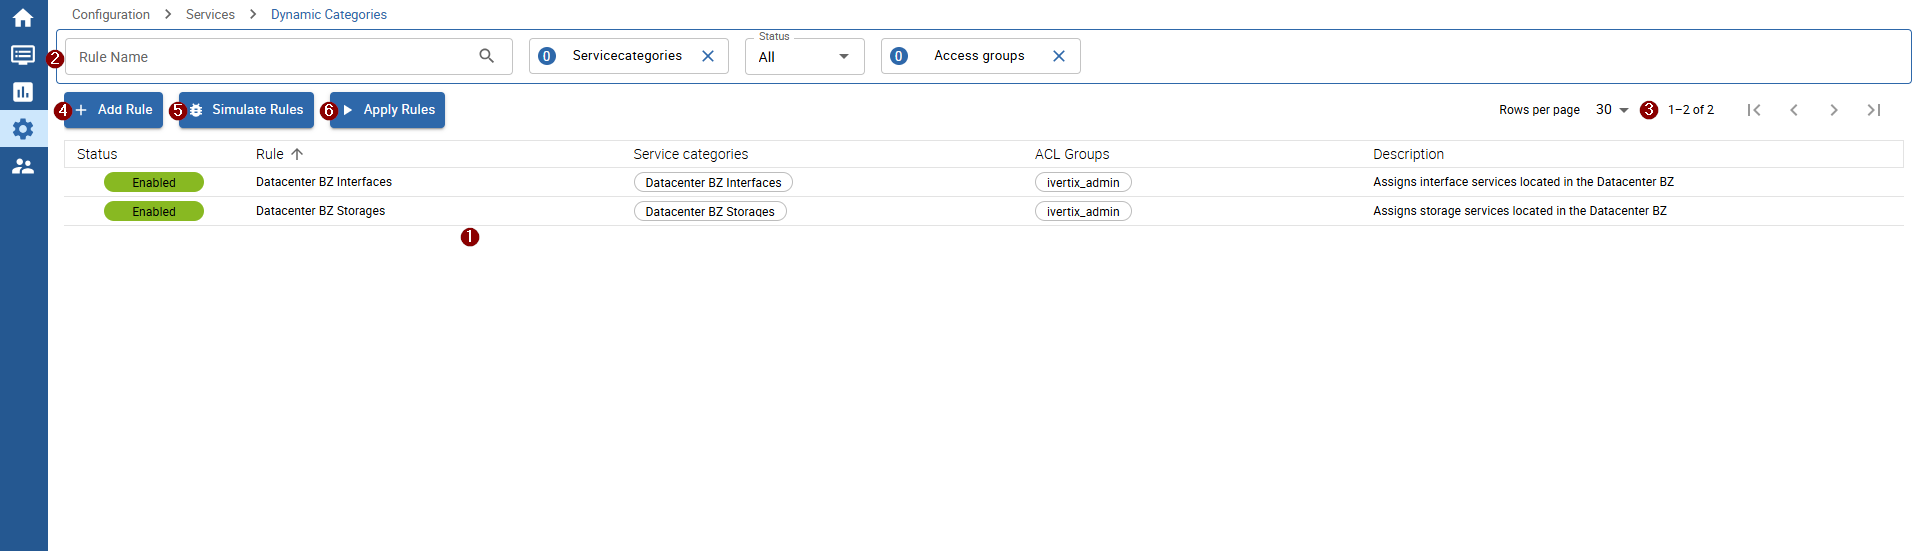 Configuration > Services > Dynamic Categories
2 Rule Name 0 Servicecategories Status All 0 Access groups
4 + Add Rule 5 Simulate Rules 6 Apply Rules Rows per page 30 3 1–2 of 2
Status Rule Service categories ACL Groups Description
Enabled Datacenter BZ Interfaces Datacenter BZ Interfaces ivertix_admin Assigns interface services located in the Datacenter BZ
Enabled Datacenter BZ Storages Datacenter BZ Storages ivertix_admin Assigns storage services located in the Datacenter BZ
1